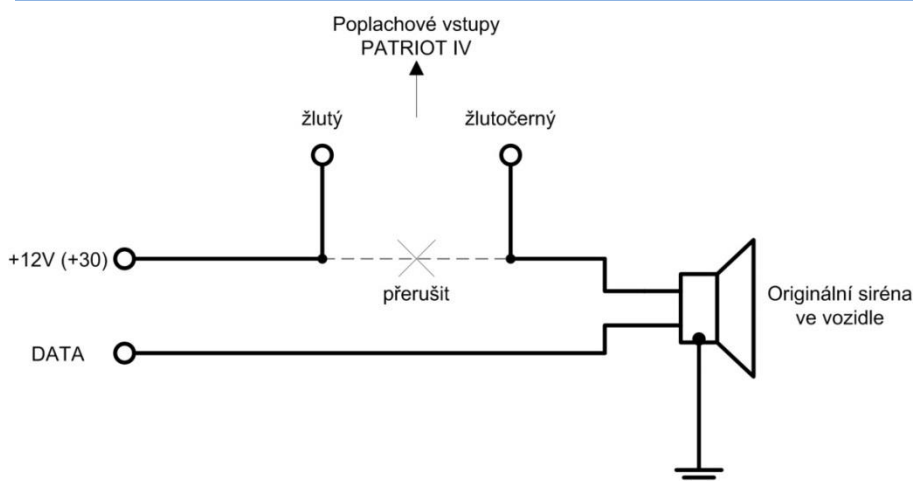 Poplachové vstupy
PATRIOT IV
žlutý
žlutočerný
+12V (+30)
přerušit
Originální siréna
ve vozidle
DATA